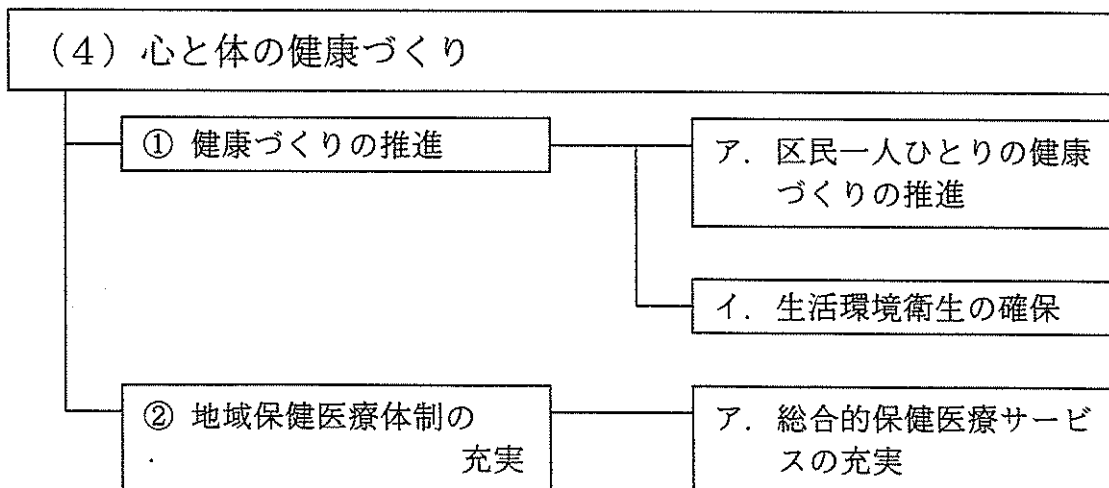 （４）心と体の健康づくり
① 健康づくりの推進
ア．区民一人ひとりの健康
づくりの推進
イ．生活環境衛生の確保
② 地域保健医療体制の
充実
ア．総合的保健医療サービ
スの充実